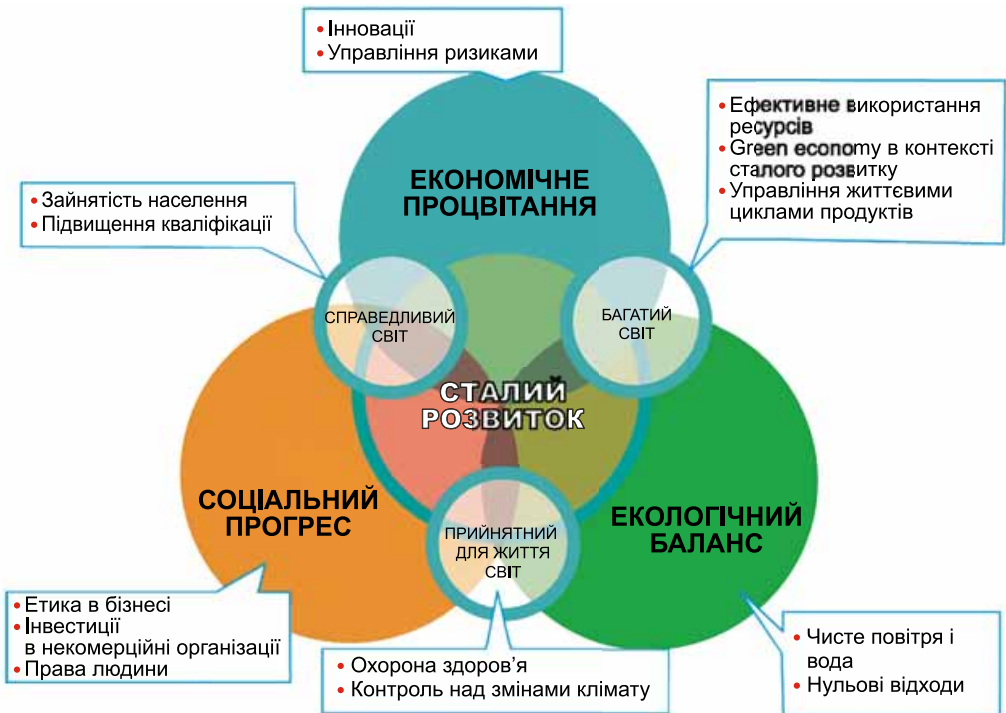 • Інновації
• Управління ризиками
• Ефективне використання
ресурсів
• Green economy в контексті
сталого розвитку
• Управління життєвими
циклами продуктів
ЕКОНОМІЧНЕ
ПРОЦВІТАННЯ
• Зайнятість населення
• Підвищення кваліфікації
СПРАВЕДЛИВИЙ
СВІТ
БАГАТИЙ
СВІТ
СТАЛИЙ
РОЗВИТОК
СОЦІАЛЬНИЙ
ПРОГРЕС
ЕКОЛОГІЧНИЙ
БАЛАНС
ПРИЙНЯТНИЙ
ДЛЯ ЖИТТЯ
СВІТ
• Етика в бізнесі
• Інвестиції
в некомерційні організації
• Права людини
• Охорона здоров’я
• Контроль над змінами клімату
• Чисте повітря і
вода
• Нульові відходи